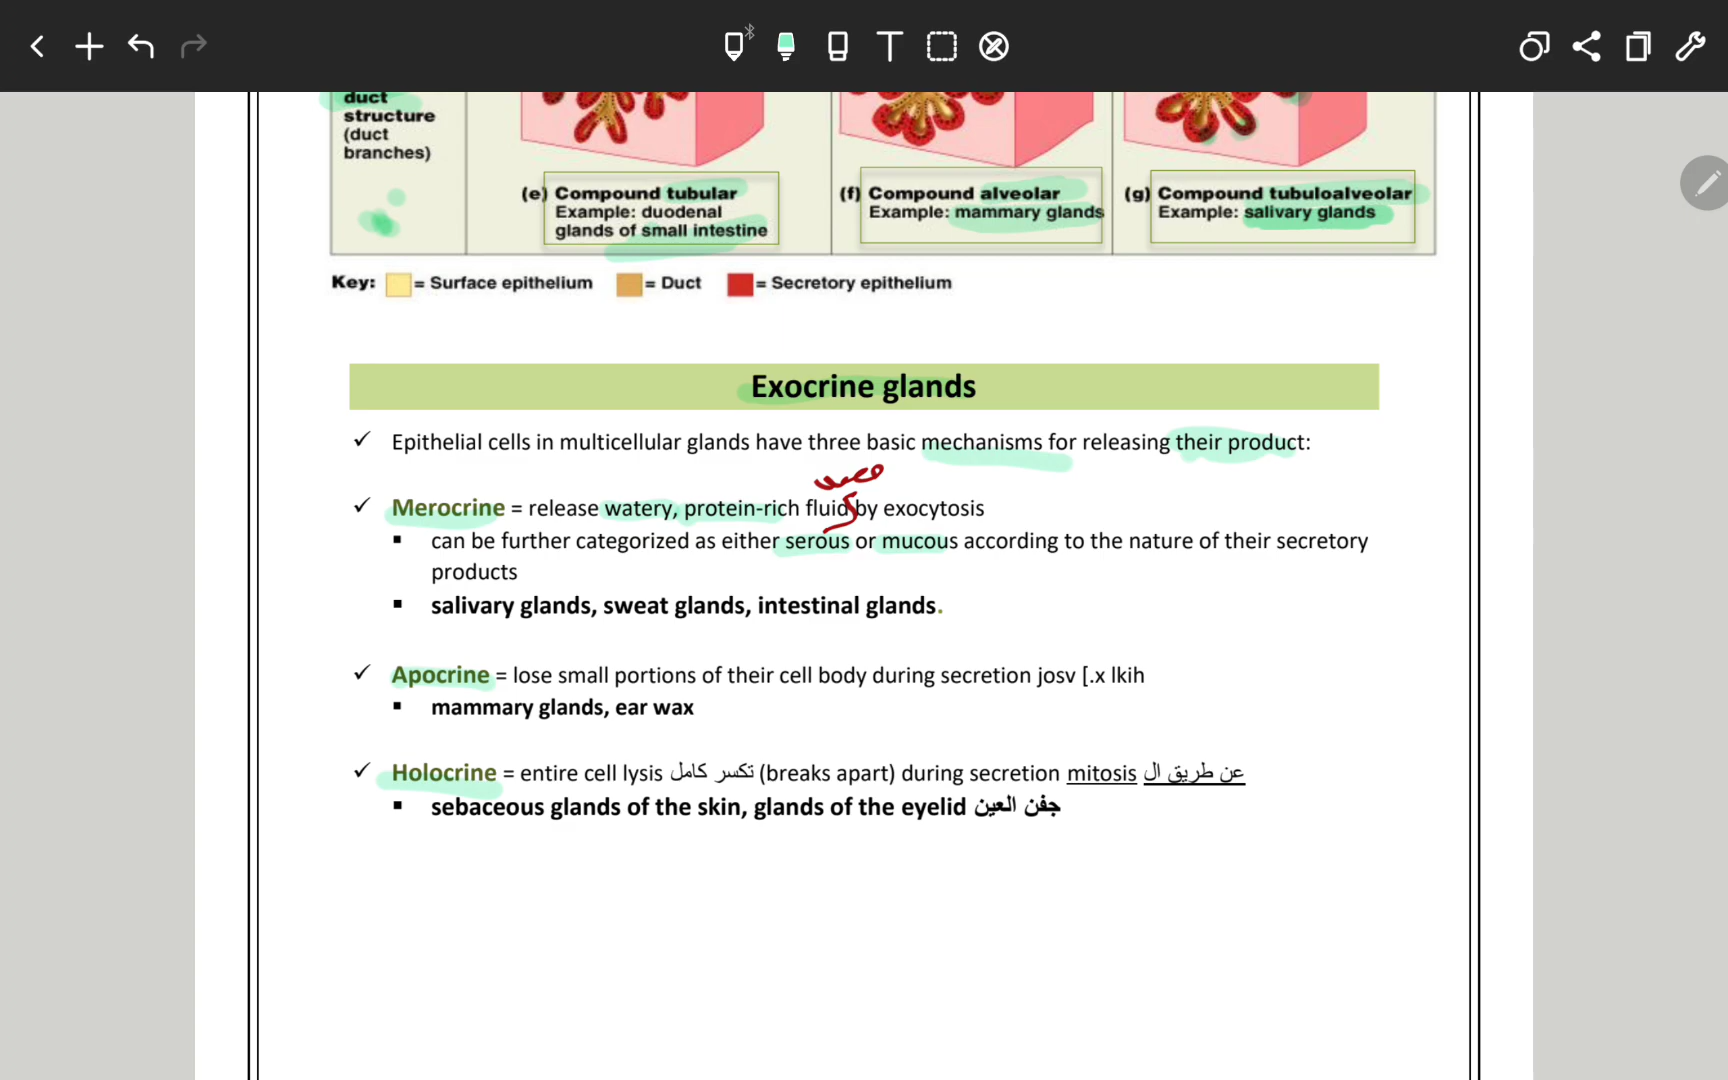 duct
structure
(duct
branches)
(e) Compound tubular
Example: duodenal
glands of small intestine
(f) Compound alveolar
Example: mammary glands
(g) Compound tubuloalveolar
Example: salivary glands
Key: = Surface epithelium = Duct = Secretory epithelium
Exocrine glands
✓ Epithelial cells in multicellular glands have three basic mechanisms for releasing their product:
✓ Merocrine = release watery, protein-rich fluid by exocytosis
▪ can be further categorized as either serous or mucous according to the nature of their secretory
products
▪ salivary glands, sweat glands, intestinal glands.
✓ Apocrine = lose small portions of their cell body during secretion josv [.x lkih
▪ mammary glands, ear wax
✓ Holocrine = entire cell lysis تكسر كامل (breaks apart) during secretion mitosis عن طريق ال
▪ sebaceous glands of the skin, glands of the eyelid جفن العين